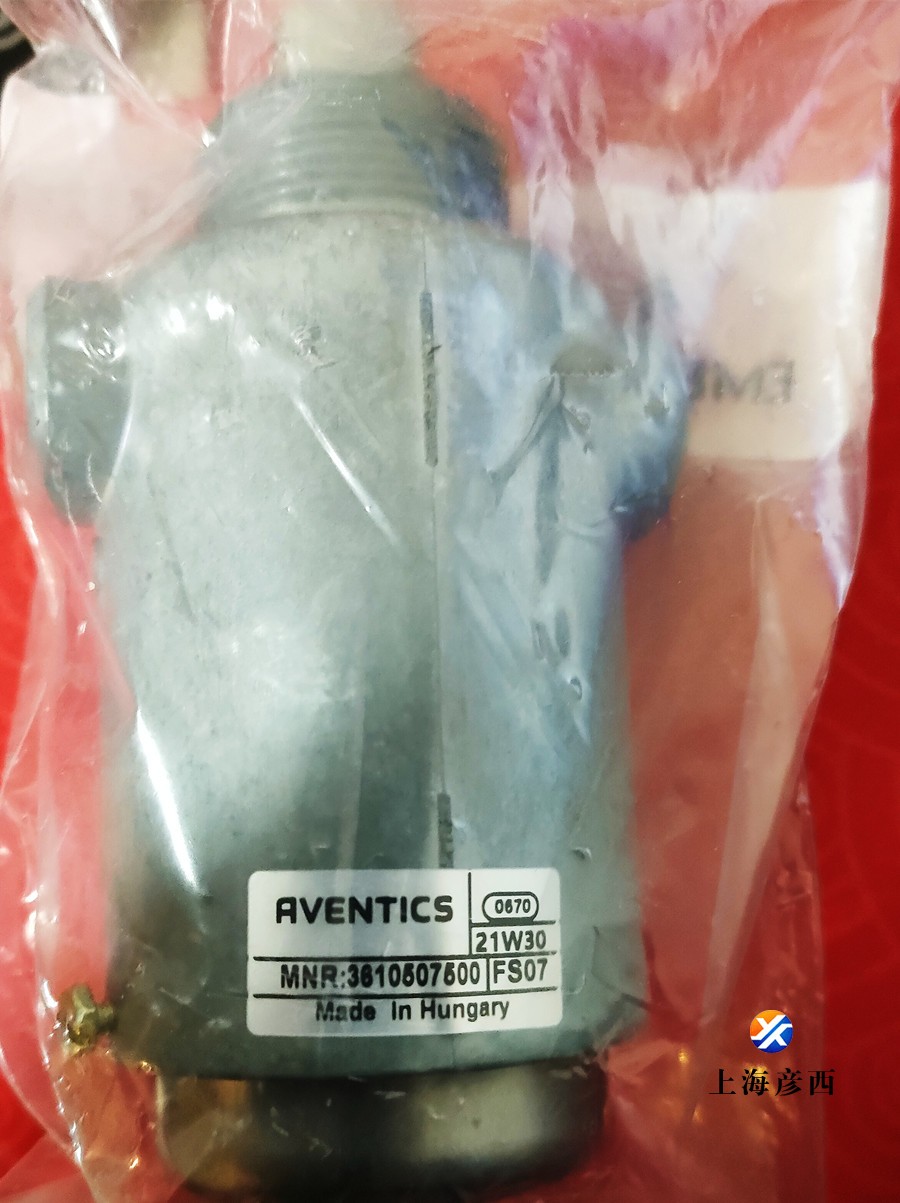 AVENTICS
0670
21W30
MNR:3610507500 FS07
Made in Hungary
上海彦西